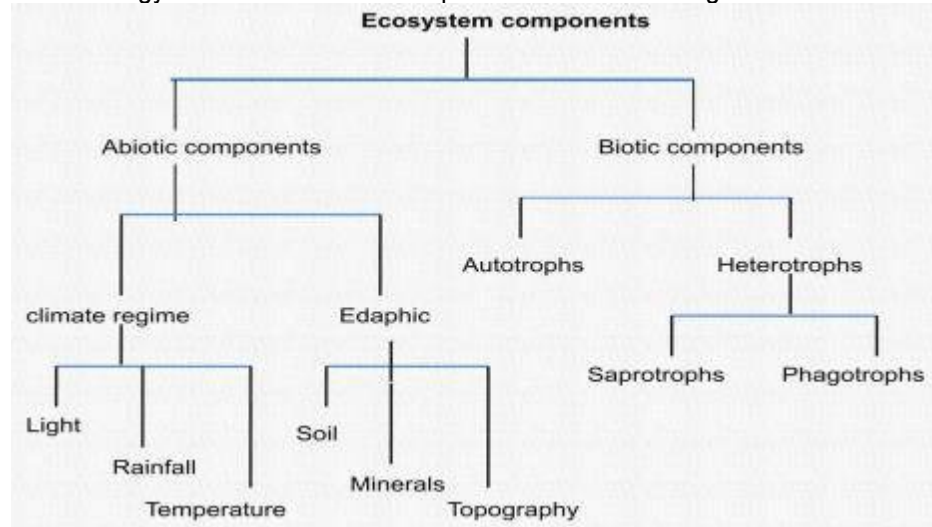 Ecosystem components
Abiotic components Biotic components
Autotrophs Heterotrophs
climate regime Edaphic
Saprotrophs Phagotrophs
Light Soil
Rainfall Minerals
Temperature Topography